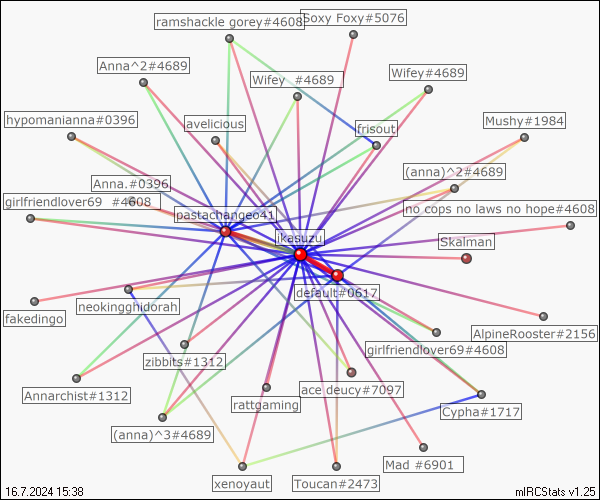 ramshackle gorey#4608
Soxy Foxy#5076
Anna^2#4689
Wifey #4689
Wifey#4689
hypomanianna#0396
avelicious
frisout
Mushy#1984
Anna.#0396
(anna)^2#4689
girlfriendlover69 #4608
pastachangeo41
no cops no laws no hope#4608
ikasuzu
Skalman
default#0617
fakedingo
neokingghidorah
AlpineRooster#2156
zibbits#1312
girlfriendlover69#4608
Annarchist#1312
rattgaming
ace deucy#7097
Cypha#1717
(anna)^3#4689
Mad #6901
xenoyaut
Toucan#2473
16.7.2024 15:38
mIRCStats v1.25